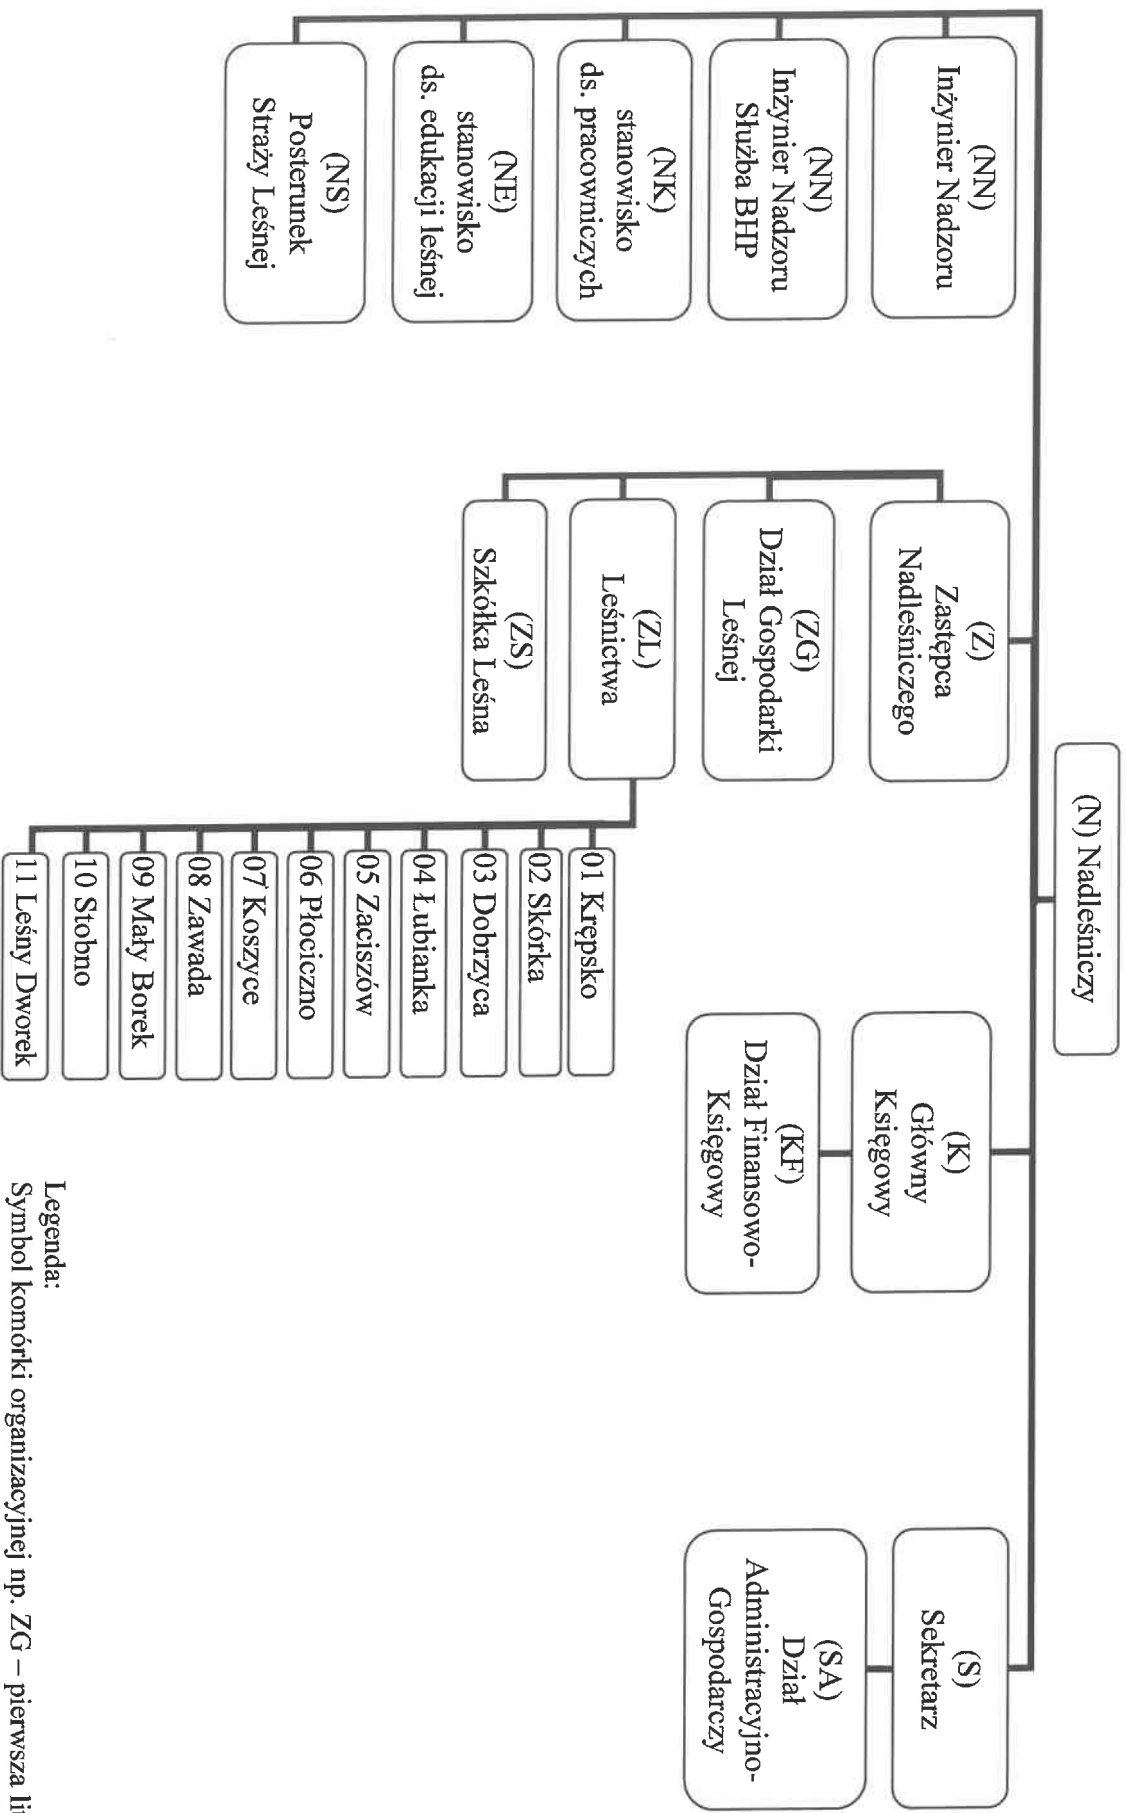 (N) Nadleśniczy
(NN)
Inżynier Nadzoru
(NN)
Inżynier Nadzoru
Służba BHP
(NK)
stanowisko
ds. pracowniczych
(NE)
stanowisko
ds. edukacji leśnej
(NS)
Posterunek
Straży Leśnej
(Z)
Zastępca
Nadleśniczego
(ZG)
Dział Gospodarki
Leśnej
(ZL)
Leśnictwa
(ZS)
Szkółka Leśna
01 Krępsko
02 Skórka
03 Dobrzyca
04 Łubianka
05 Zaciszów
06 Płociczno
07 Koszyce
08 Zawada
09 Mały Borek
10 Stobno
11 Leśny Dworek
(K)
Główny
Księgowy
(KF)
Dział Finansowo-
Księgowy
(S)
Sekretarz
(SA)
Dział
Administracyjno-
Gospodarczy
Legenda:
Symbol komórki organizacyjnej np. ZG – pierwsza